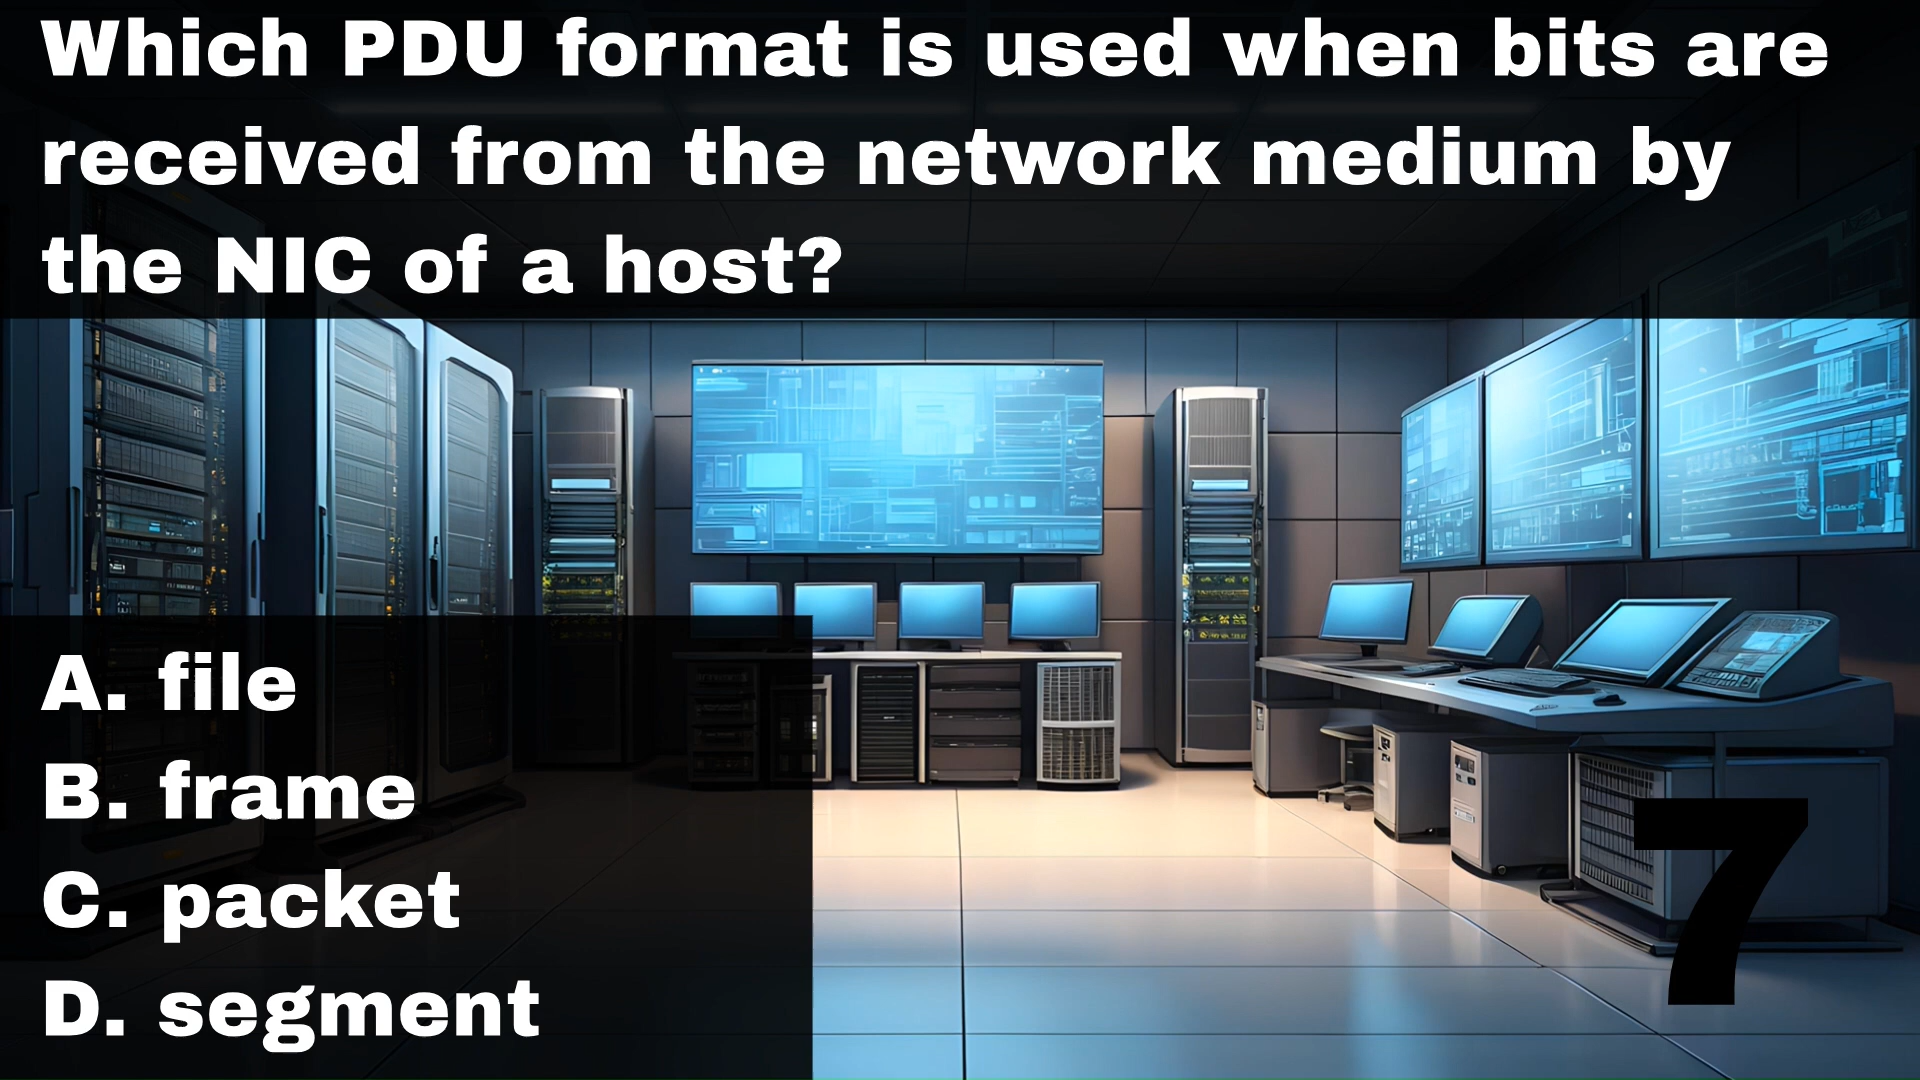 Which PDU format is used when bits are
received from the network medium by
the NIC of a host?
A. file
B. frame
C. packet
D. segment
7